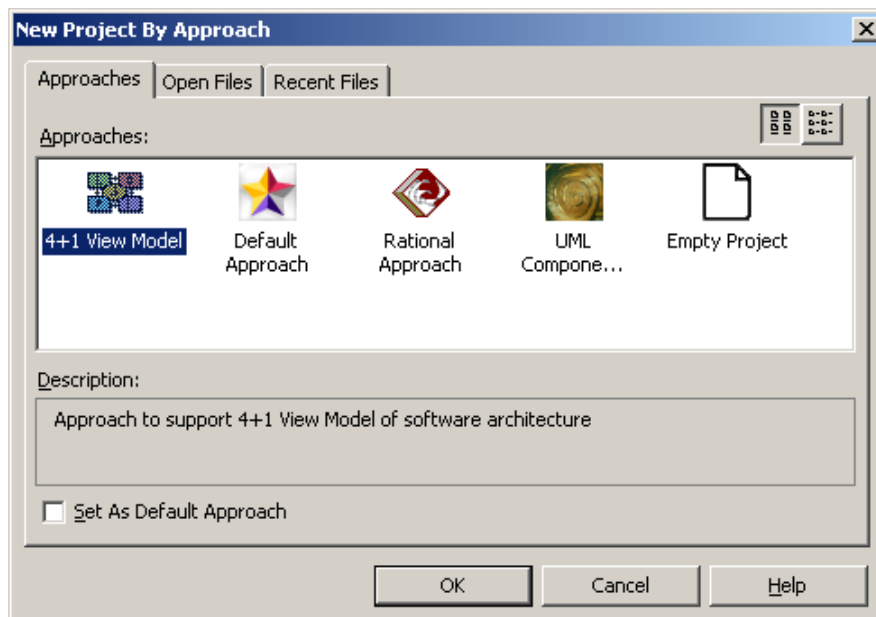 New Project By Approach
Approaches Open Files Recent Files
Approaches:
4+1 View Model
Default
Approach
Rational
Approach
UML
Compone...
Empty Project
Description:
Approach to support 4+1 View Model of software architecture
Set As Default Approach
OK Cancel Help